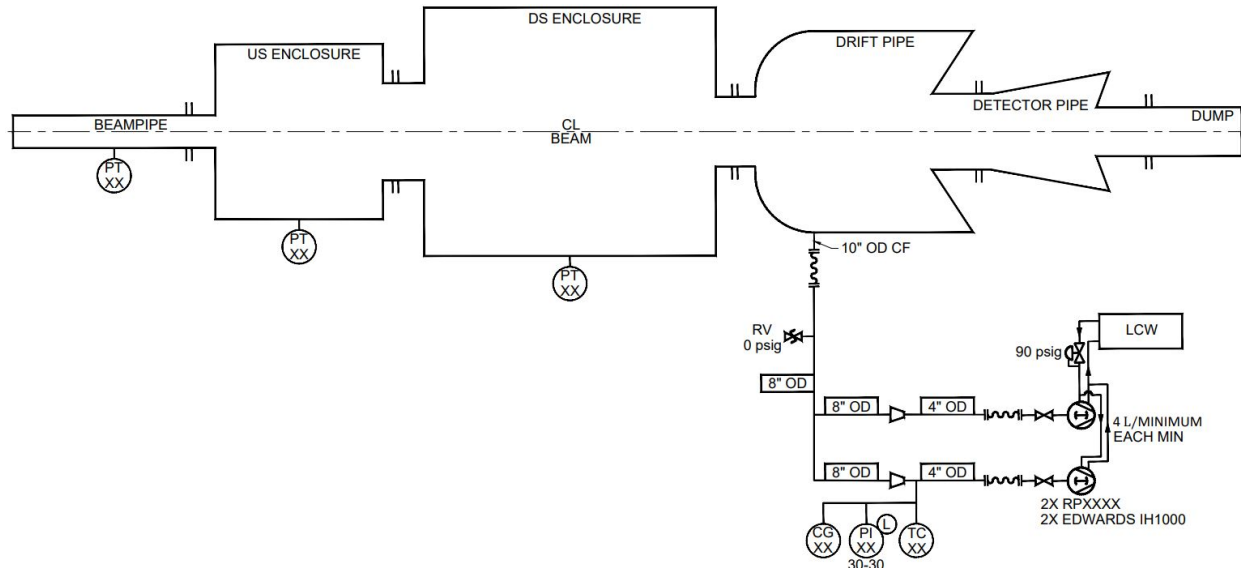 DS ENCLOSURE
US ENCLOSURE
DRIFT PIPE
DETECTOR PIPE
BEAMPIPE
CL
BEAM
DUMP
PT
XX
PT
XX
PT
XX
10" OD CF
RV
0 psig
90 psig
LCW
8" OD
8" OD
4" OD
4 L/MINIMUM
EACH MIN
8" OD
4" OD
2X RPXXXX
2X EDWARDS IH1000
CG
XX
PI
XX
L
TC
XX
30-30